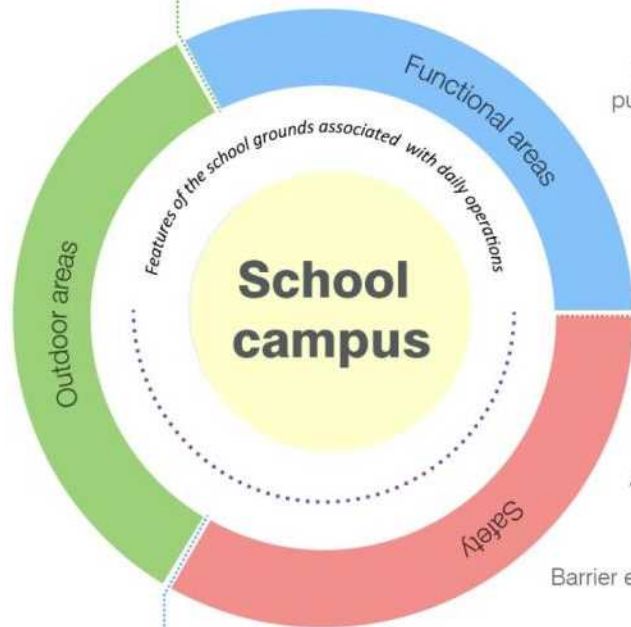 Functional areas
Features of the school grounds associated with daily operations
School
campus
Outdoor areas
Safety
Barrier